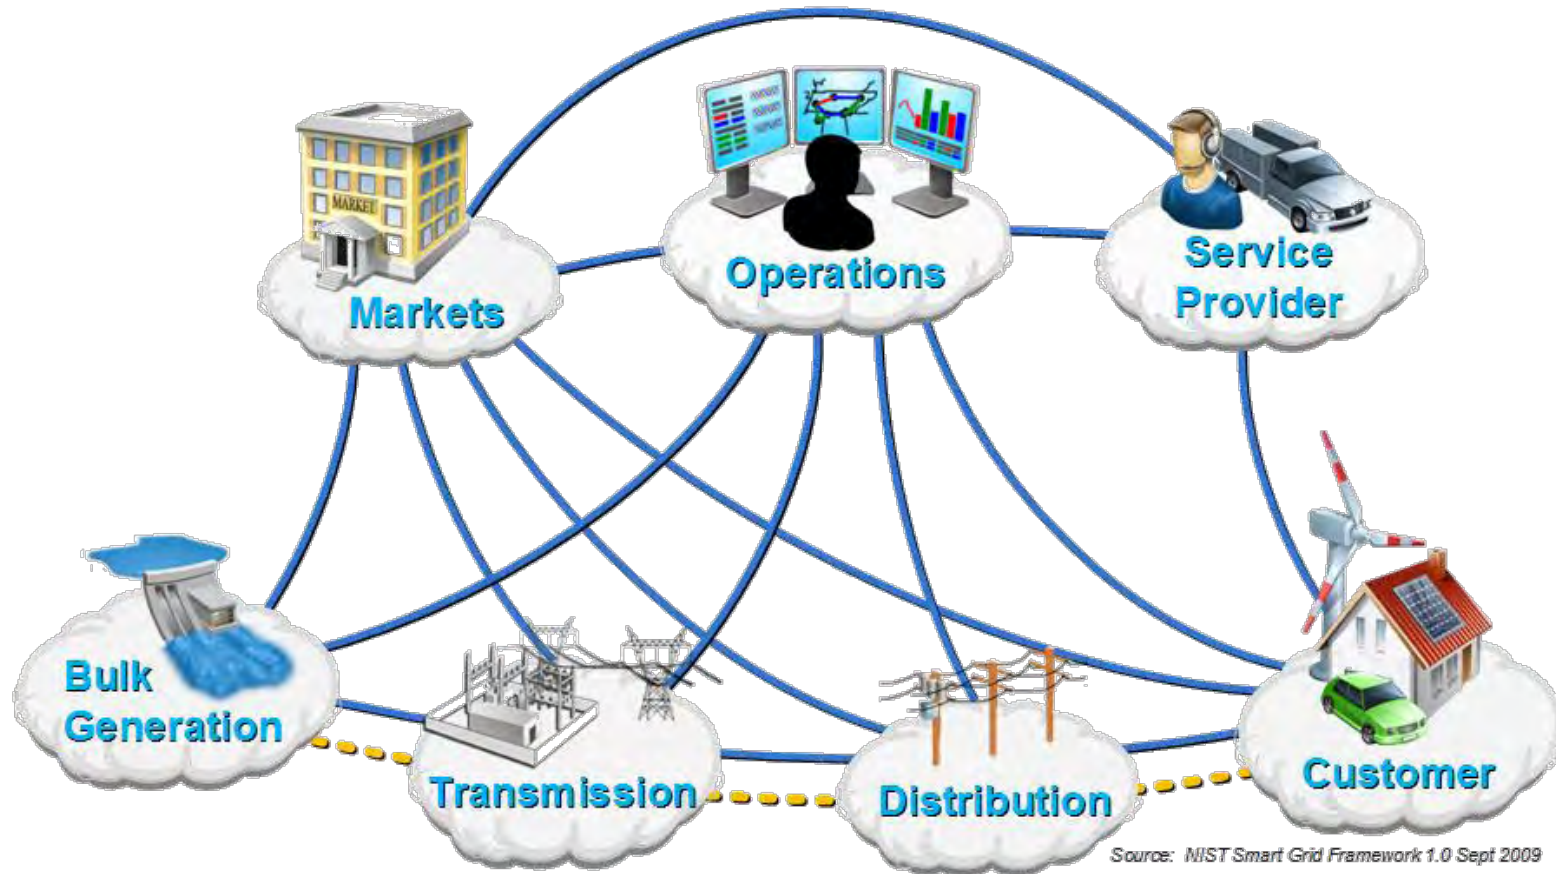 MARKET
Markets
Operations
Service
Provider
Bulk
Generation
Transmission
Distribution
Customer
Source: NIST Smart Grid Framework 1.0 Sept 2009